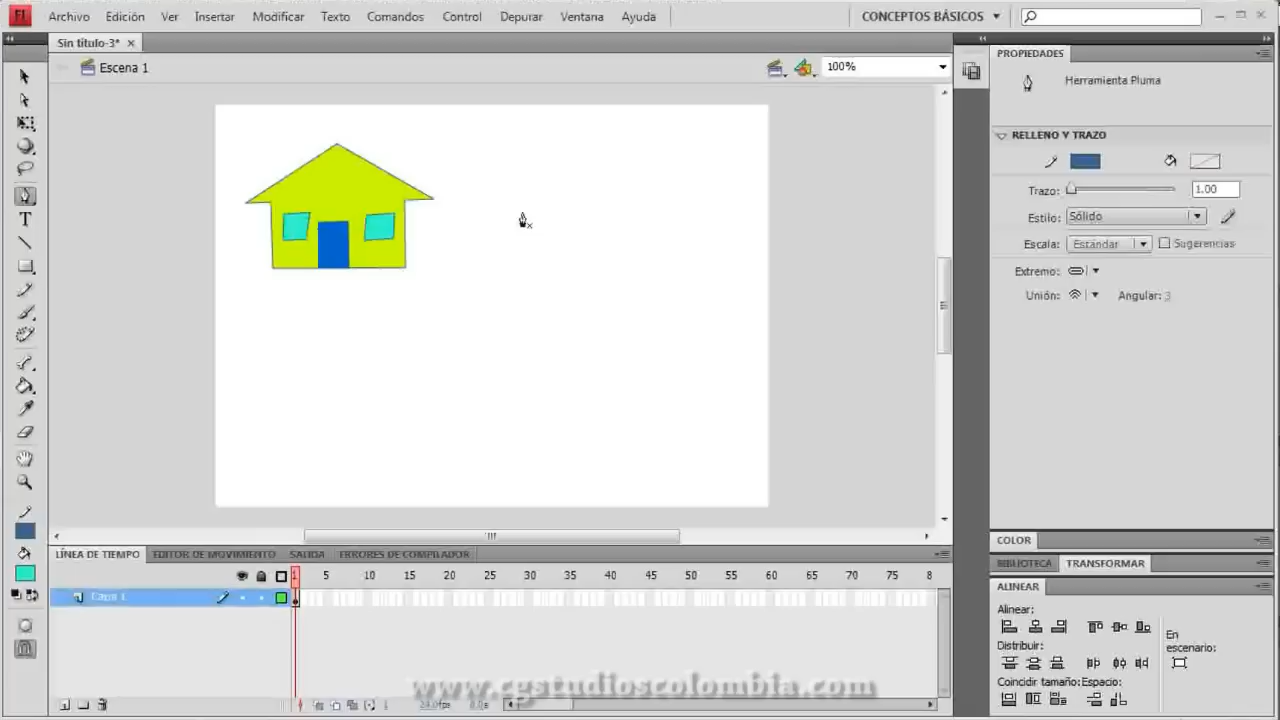 Fl Archivo Edición Ver Insertar Modificar Texto Comandos Control Depurar Ventana Ayuda CONCEPTOS BÁSICOS
Sin título-3*
Escena 1 100%
PROPIEDADES
Herramienta Pluma
RELLENO Y TRAZO
Trazo: 1.00
Estilo: Sólido
Escala: Estándar Sugerencias
Extremo:
Unión: Angular: 3
T
LÍNEA DE TIEMPO EDITOR DE MOVIMIENTO SALIDA ERRORES DE COMPILADOR
1 5 10 15 20 25 30 35 40 45 50 55 60 65 70 75 8
Capa 1
COLOR
BIBLIOTECA TRANSFORMAR
ALINEAR
Alinear:
Distribuir:
En escenario:
Coincidir tamaño: Espacio:
1
www.cgstudioscolombia.com